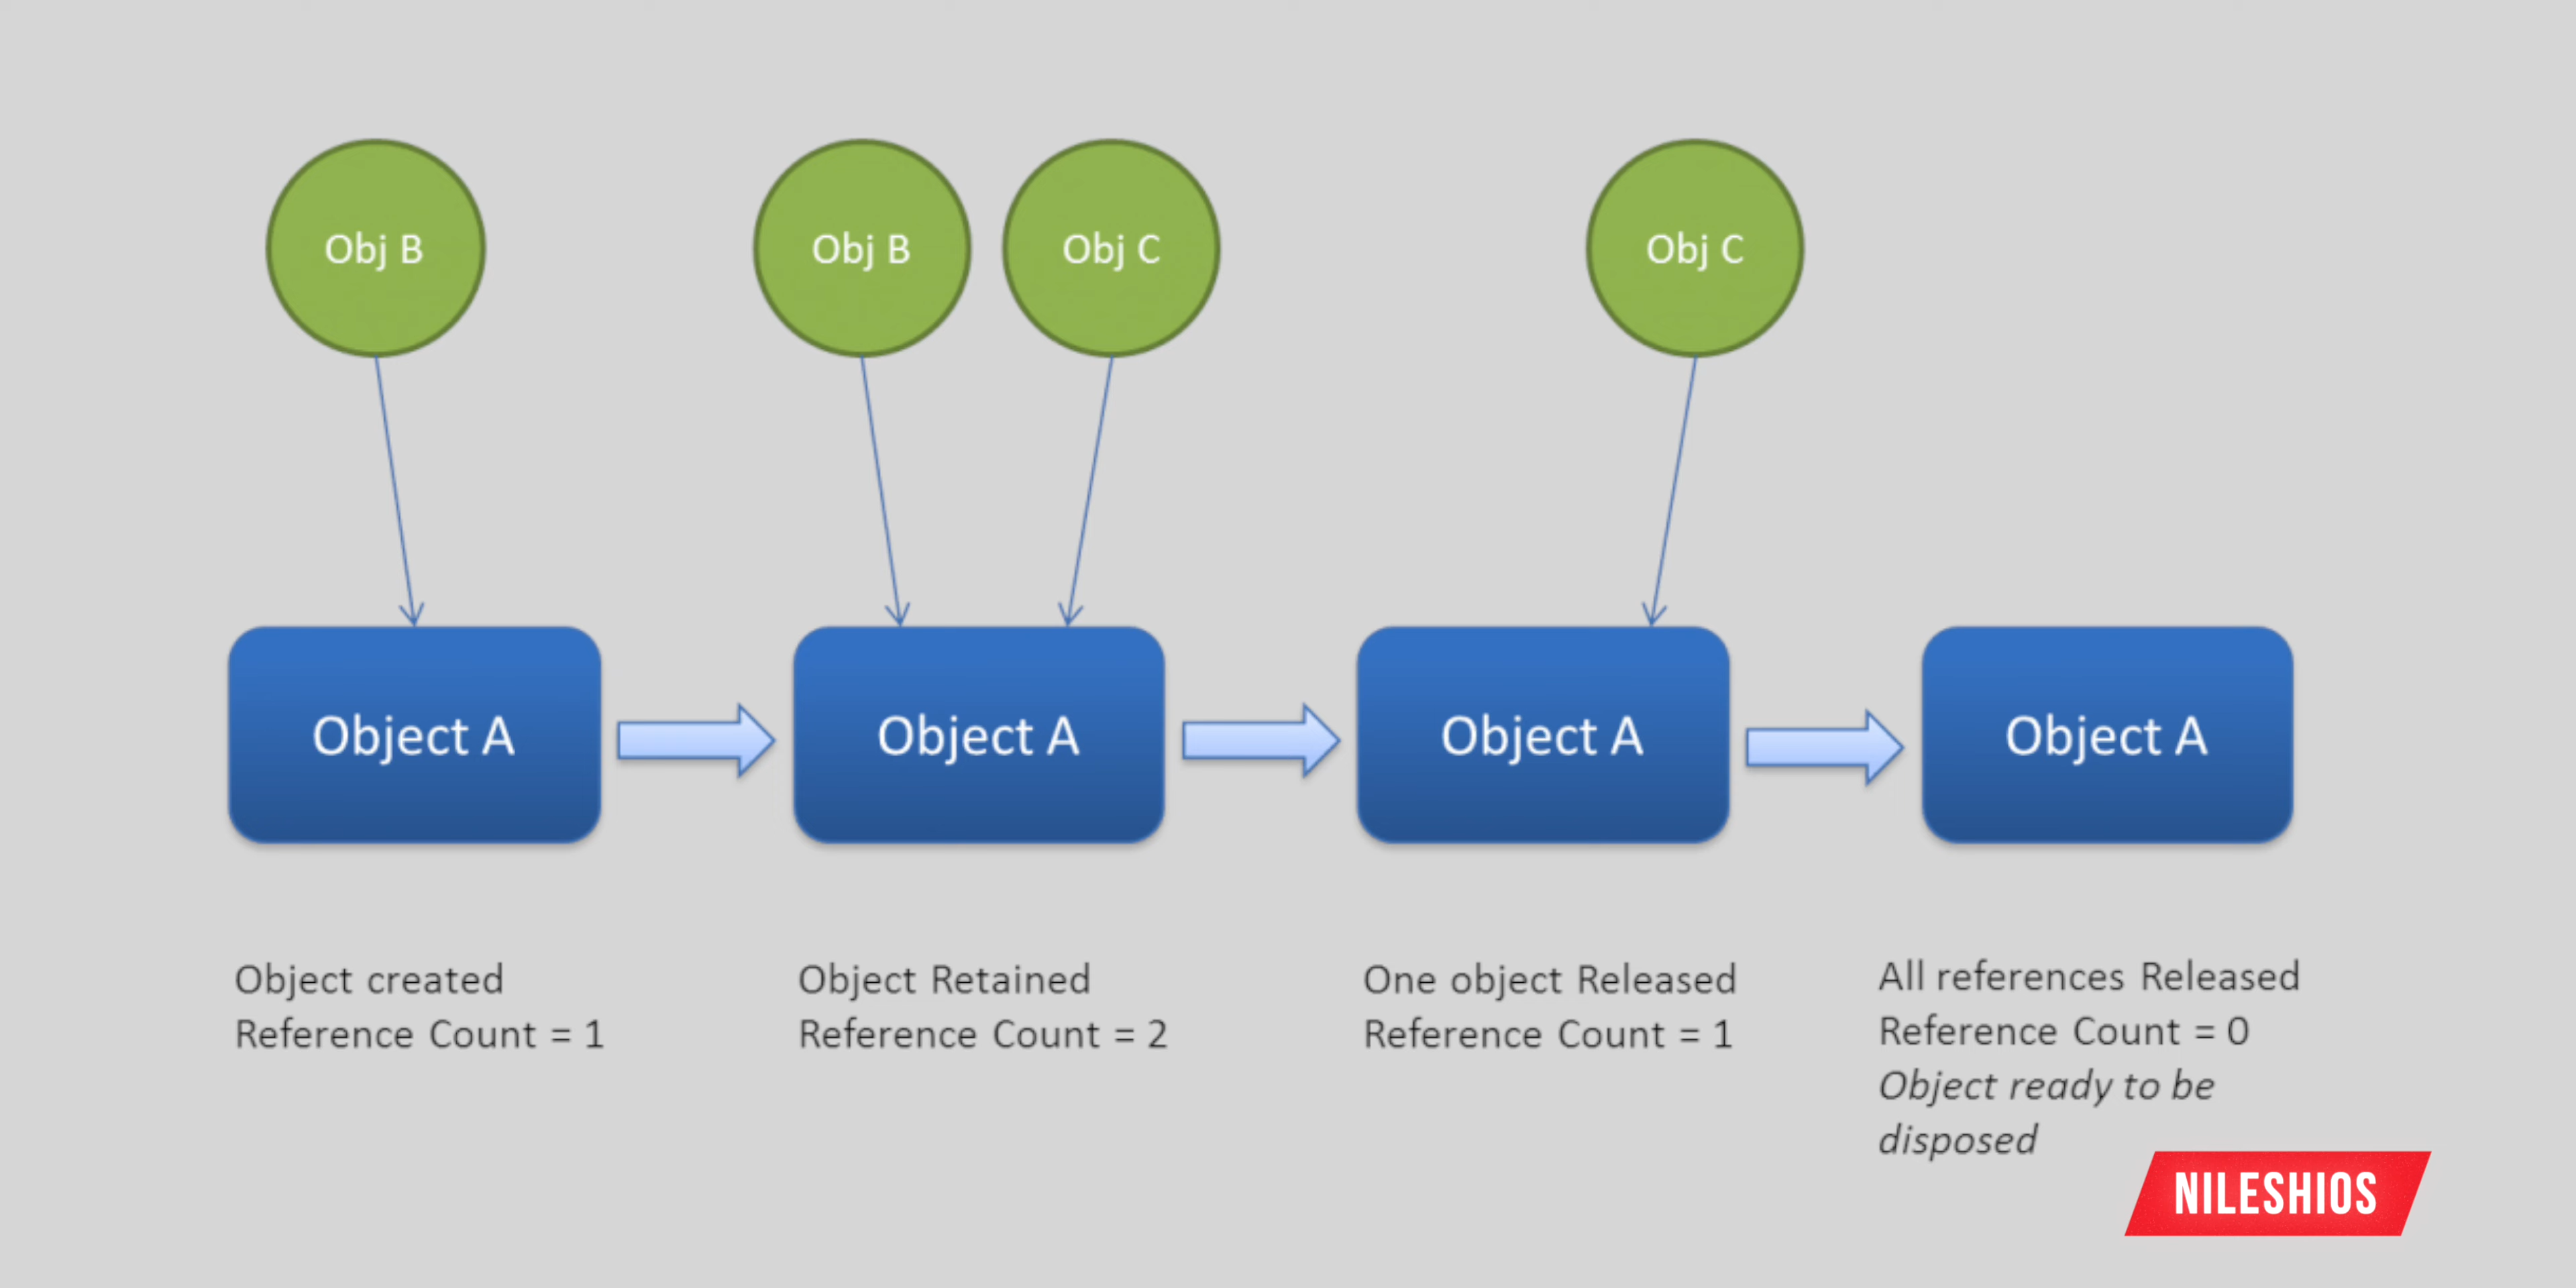 Obj B
Obj B
Obj C
Obj C
Object A
Object A
Object A
Object A
Object created
Reference Count = 1
Object Retained
Reference Count = 2
One object Released
Reference Count = 1
All references Released
Reference Count = 0
Object ready to be
disposed
NILESHIOS